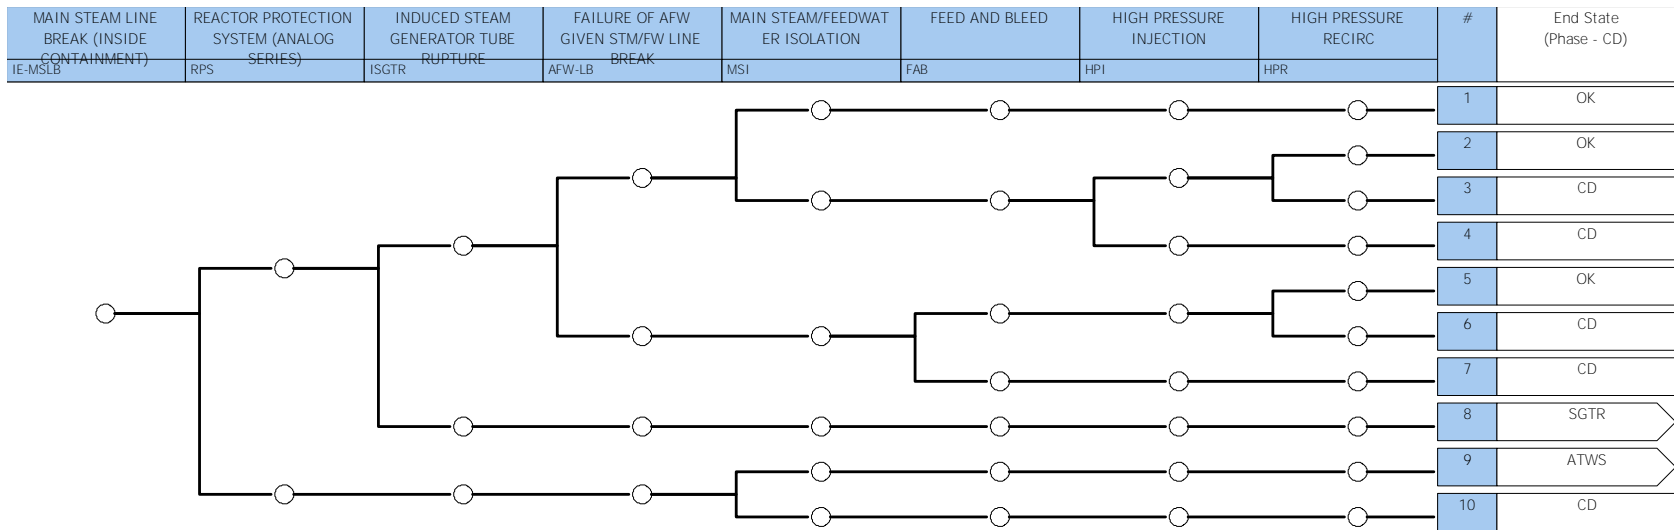 MAIN STEAM LINE
BREAK (INSIDE
CONTAINMENT)
IE-MSLB
REACTOR PROTECTION
SYSTEM (ANALOG
SERIES)
RPS
INDUCED STEAM
GENERATOR TUBE
RUPTURE
ISGTR
FAILURE OF AFW
GIVEN STM/FW LINE
BREAK
AFW-LB
MAIN STEAM/FEEDWAT
ER ISOLATION
MSI
FEED AND BLEED
FAB
HIGH PRESSURE
INJECTION
HPI
HIGH PRESSURE
RECIRC
HPR
#
End State
(Phase - CD)
1 OK
2 OK
3 CD
4 CD
5 OK
6 CD
7 CD
8 SGTR
9 ATWS
10 CD